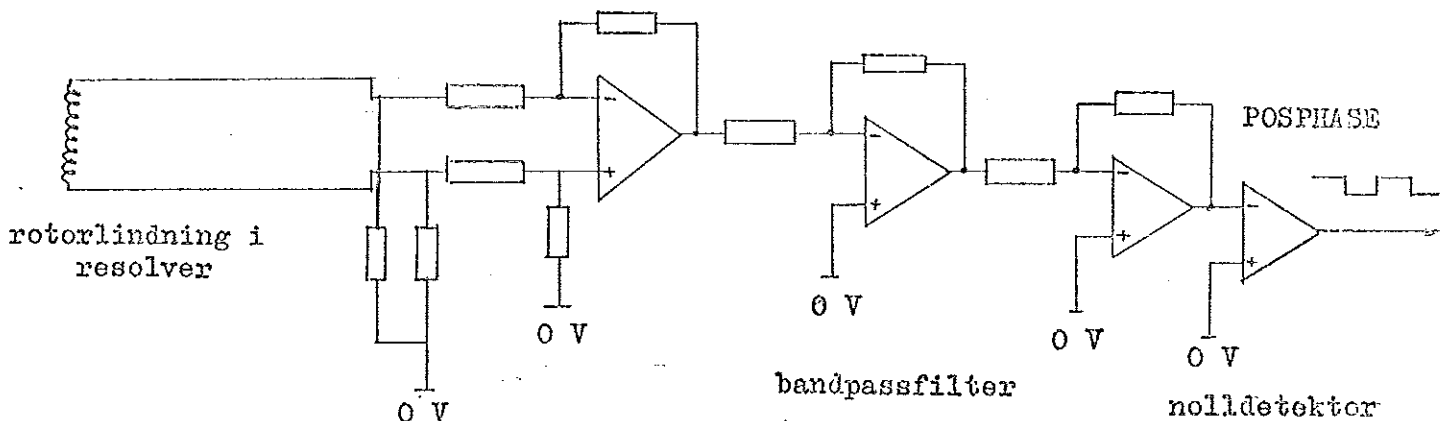 POSPHASE
rotorlindning i
resolver
-
+
-
+
-
+
-
+
0 V
0 V
0 V
0 V
0 V
bandpassfilter
nolldetektor